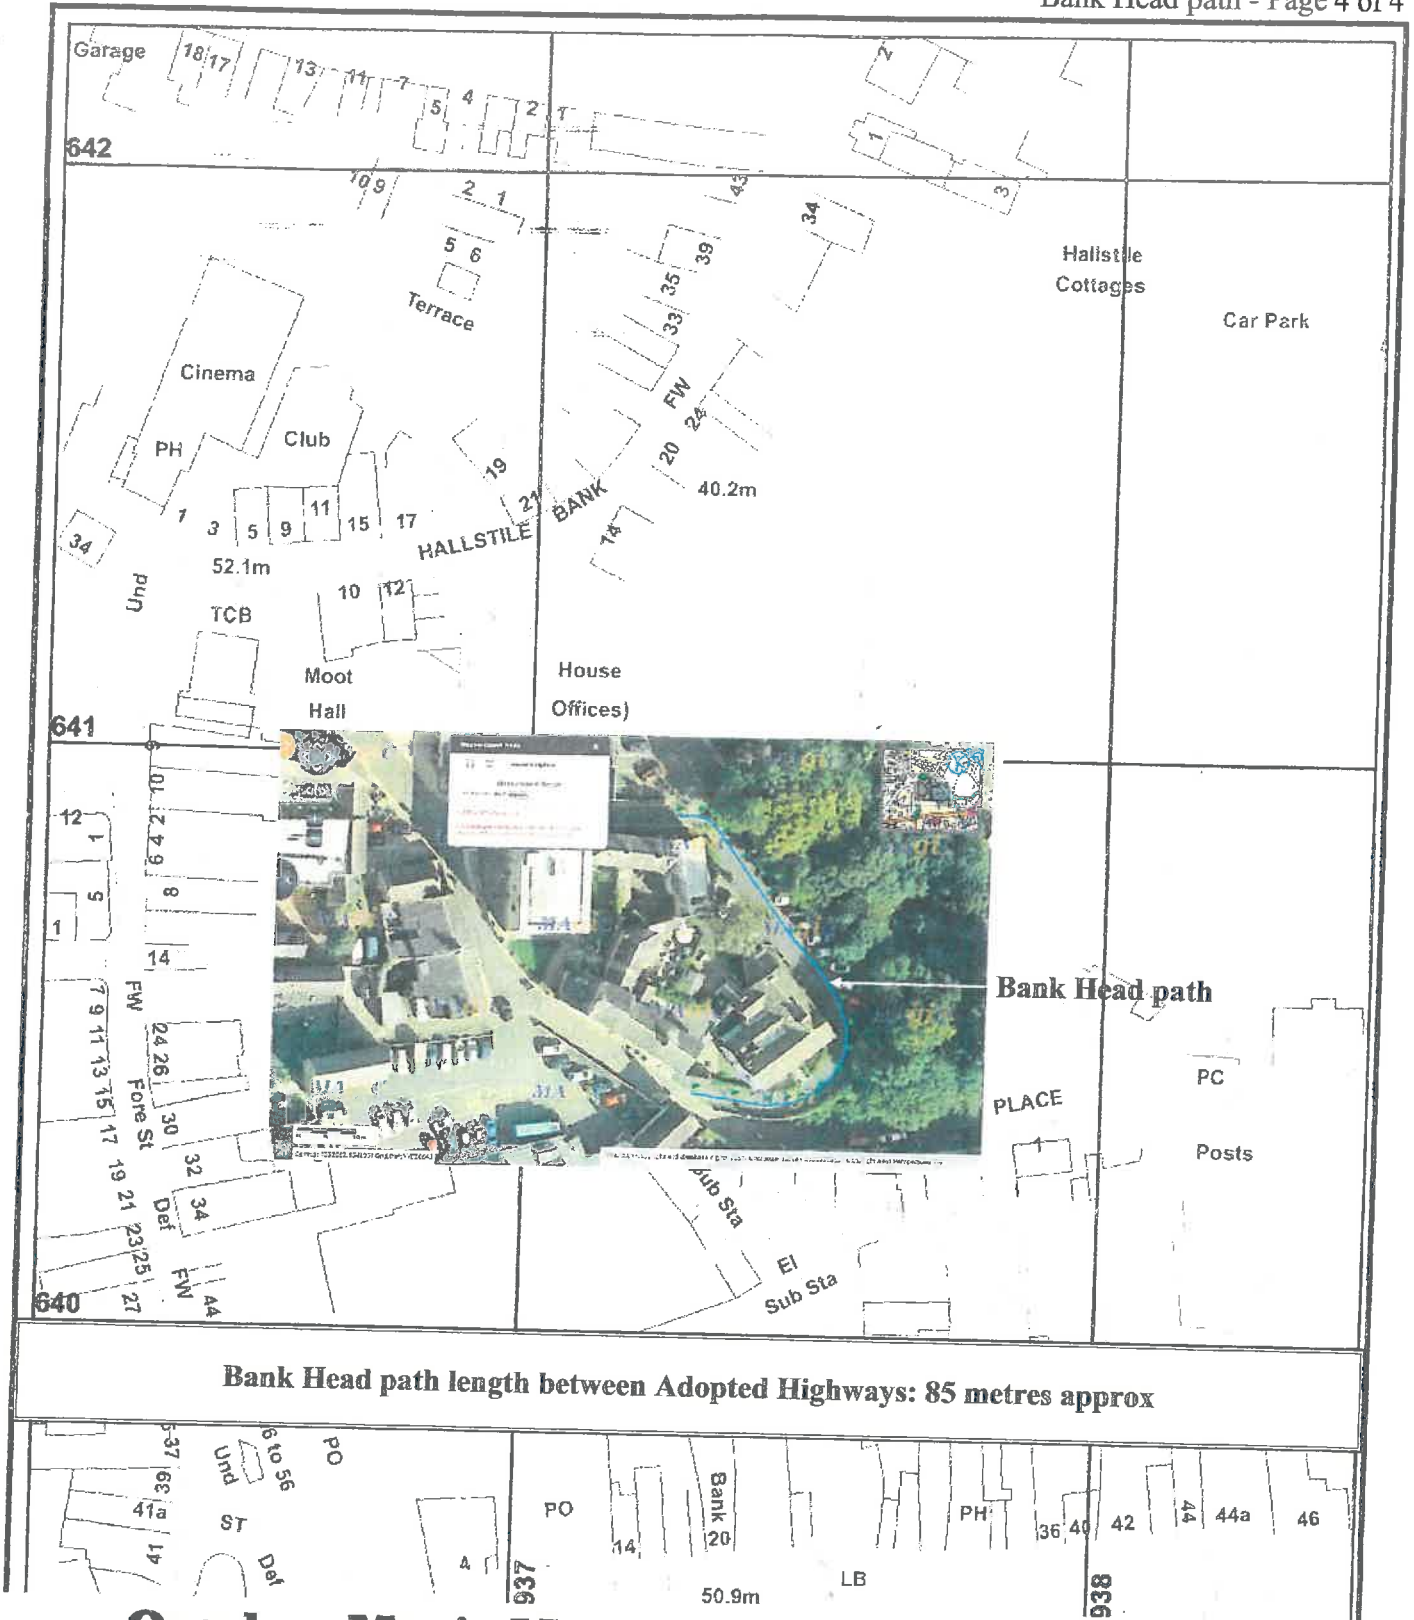 Bank Head path - Page 4 of 4
Garage
18 17
13
11
7
5
4
2
1
2
1
3
642
10 9
2
1
43
34
5
6
39
35
33
Terrace
Hallstile
Cottages
Car Park
Cinema
Club
PH
FW
24
20
19
21
40.2m
HALLSTILE BANK
14
1
3
5
9
11
15
17
34
52.1m
Und
TCB
10
12
Moot
Hall
House
Offices)
641
9
10
2
4
6
8
12
1
5
1
14
Bank Head path
FW
7 9 11 13 15 17
24 26
Fore St
30
PLACE
PC
1
Posts
19 21
32
34
Def
Sub Sta
El
Sub Sta
23 25
27
FW
44
640
Bank Head path length between Adopted Highways: 85 metres approx
37
39
41a
41
Und
6 to 56
PO
ST
Def
PO
14
Bank
20
PH
36
40
42
44
44a
46
937
50.9m
LB
938